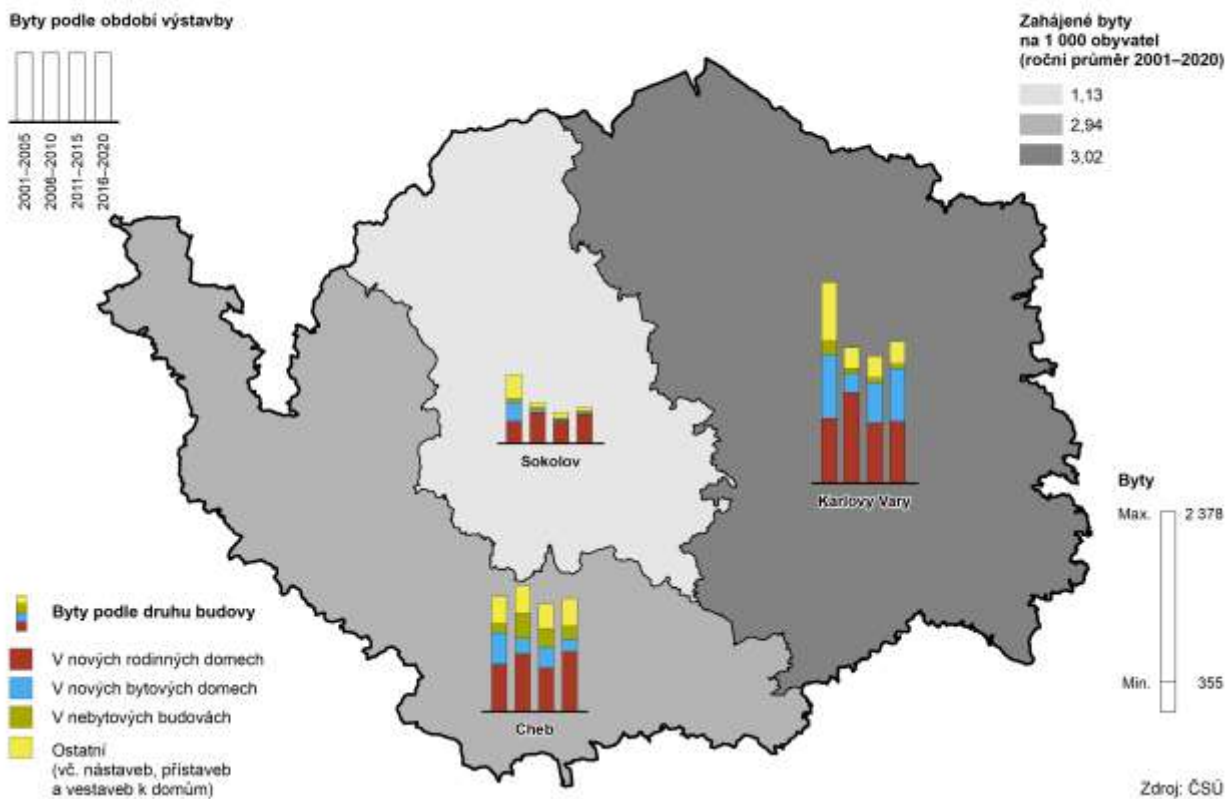 Byty podle období výstavby
2001–2005
2006–2010
2011–2015
2016–2020
Zahájené byty
na 1 000 obyvatel
(roční průměr 2001–2020)
1,13
2,94
3,02
Sokolov
Karlovy Vary
Cheb
Byty
Max.
2 378
Min.
355
Byty podle druhu budovy
V nových rodinných domech
V nových bytových domech
V nebytových budovách
Ostatní
(vč. nástaveb, přístaveb
a vestaveb k domům)
Zdroj: ČSÚ